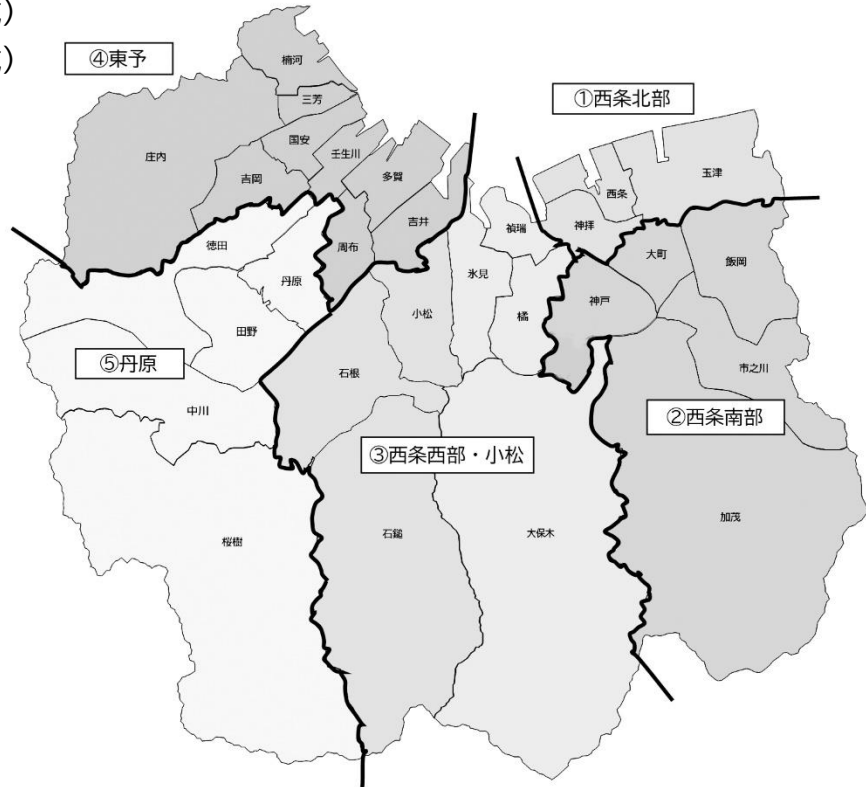 )
)
④東予
楠河
三芳
①西条北部
国安
壬生川
庄内
多賀
玉津
西条
吉岡
吉井
禎瑞
神拝
徳田
周布
大町
丹原
氷見
飯岡
神戸
小松
橘
田野
⑤丹原
石根
市之川
中川
②西条南部
③西条西部・小松
加茂
桜樹
石鎚
大保木